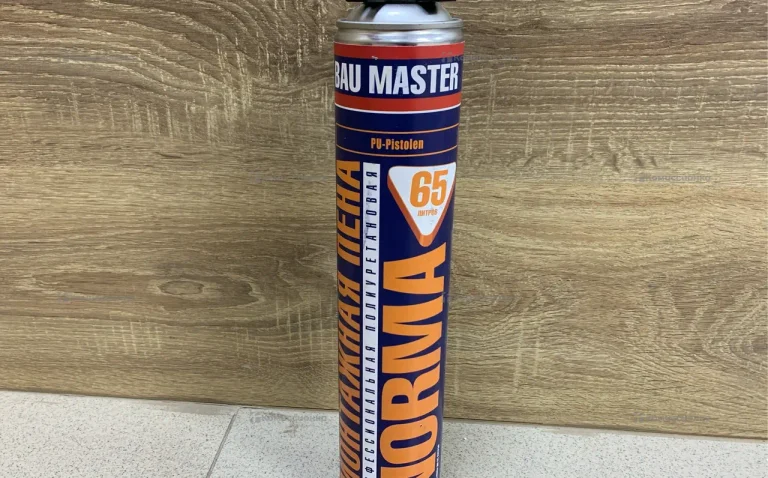 BAU MASTER
PU-Pistolen
65
ЛИТРОВ
МОНТАЖНАЯ ПЕНА
ПРОФЕССИОНАЛЬНАЯ ПОЛИУРЕТАНОВАЯ
NORMA